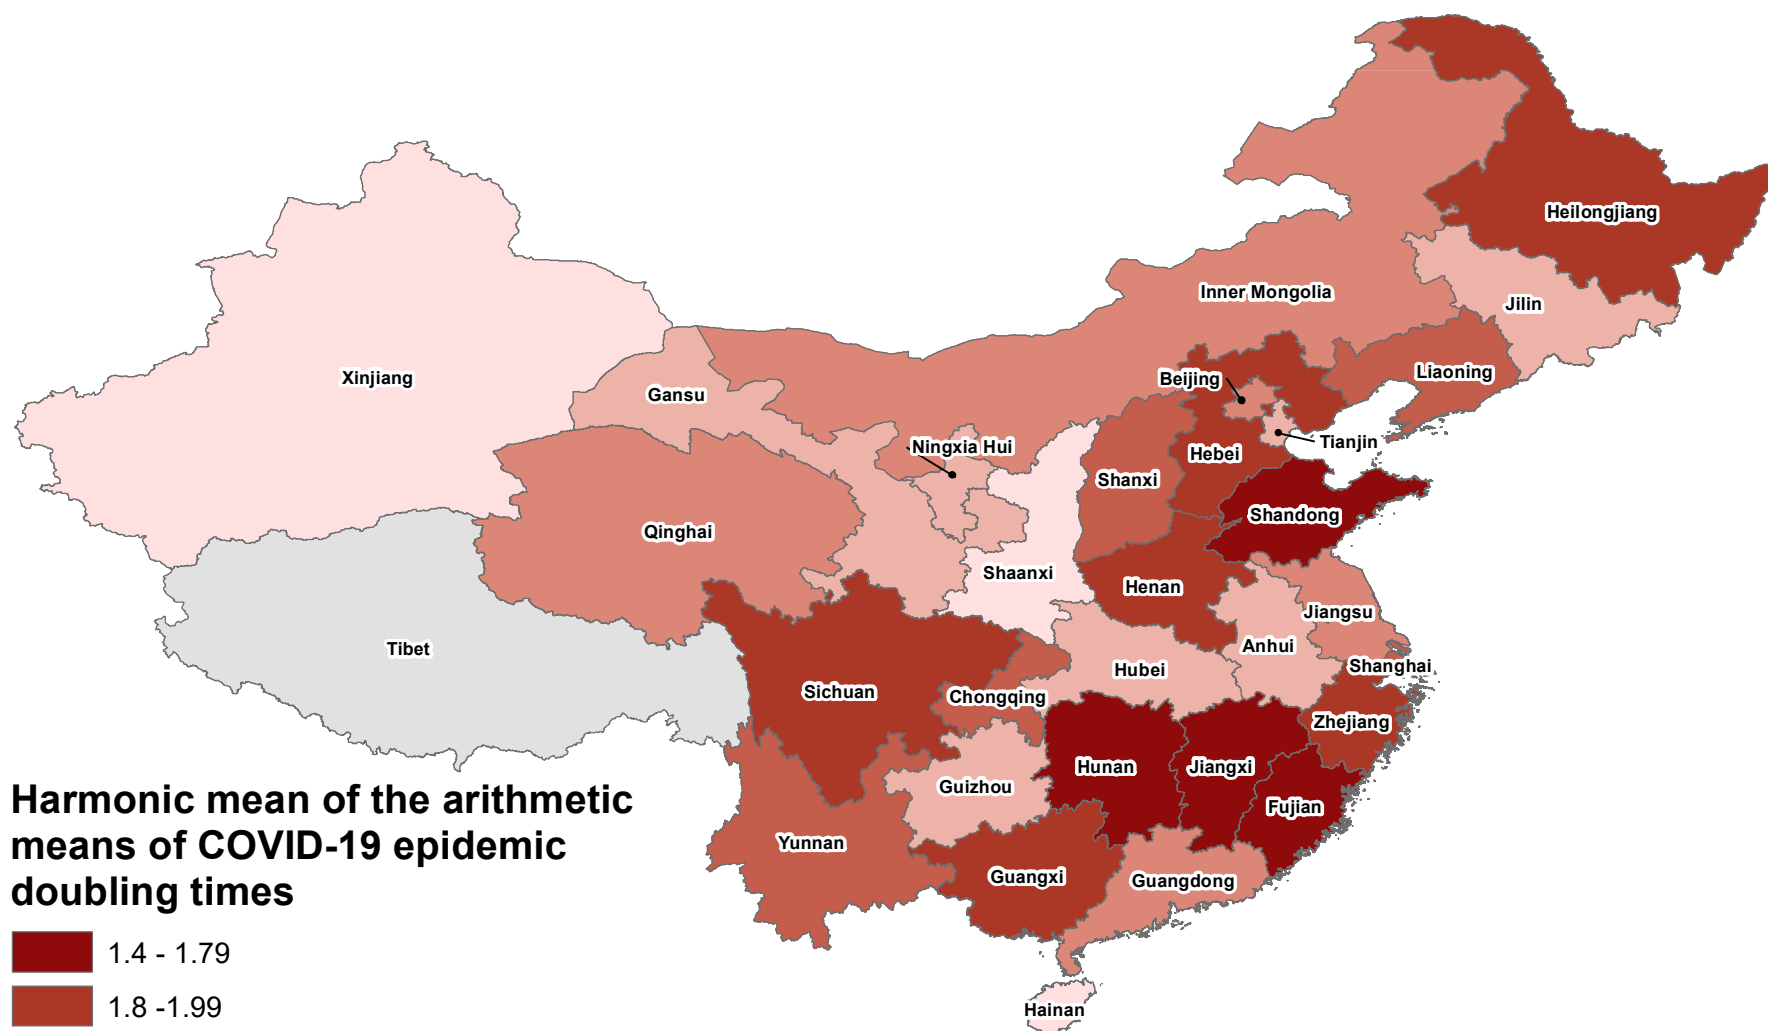 Heilongjiang
Inner Mongolia
Jilin
Xinjiang
Gansu
Beijing
Liaoning
Ningxia Hui
Tianjin
Hebei
Shanxi
Shandong
Qinghai
Shaanxi
Henan
Jiangsu
Tibet
Anhui
Shanghai
Hubei
Sichuan
Chongqing
Zhejiang
Hunan
Jiangxi
Guizhou
Fujian
Yunnan
Guangxi
Guangdong
Hainan
Harmonic mean of the arithmetic
means of COVID-19 epidemic
doubling times
1.4 - 1.79
1.8 -1.99